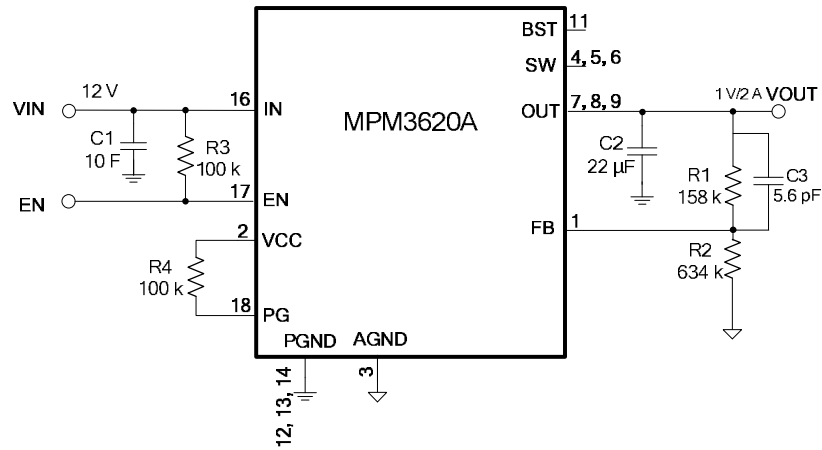 BST
11
SW
4, 5, 6
12 V
VIN
16
IN
MPM3620A
OUT
7, 8, 9
1 V/2 A VOUT
C1
10 F
R3
100 k
C2
22 µF
R1
158 k
C3
5.6 pF
EN
17
EN
2
VCC
FB
1
R4
100 k
R2
634 k
18
PG
PGND
AGND
12, 13, 14
3